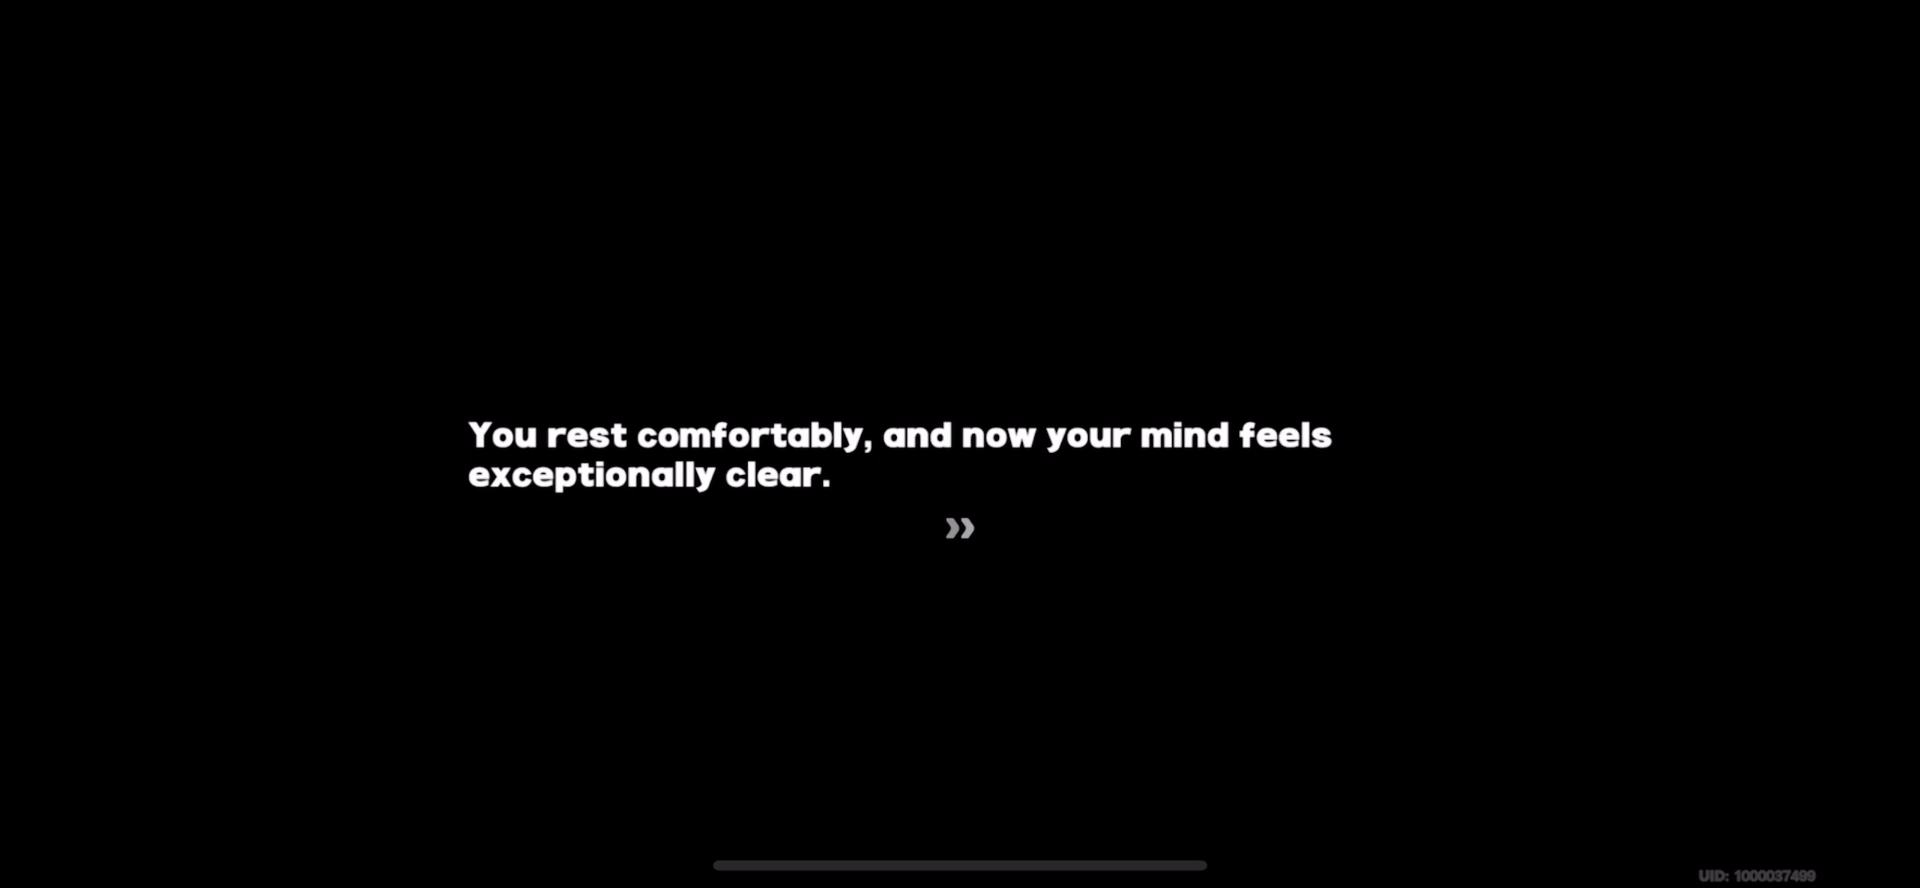 You rest comfortably, and now your mind feels
exceptionally clear.
UID: 1000037499